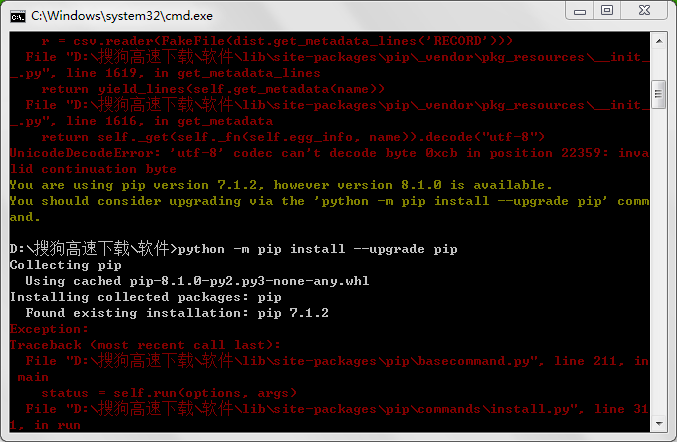 C:\Windows\system32\cmd.exe
r = csv.reader(FakeFile(dist.get_metadata_lines('RECORD')))
File "D:\搜狗高速下载\软件\lib\site-packages\pip\_vendor\pkg_resources\__init_
_.py", line 1619, in get_metadata_lines
return yield_lines(self.get_metadata(name))
File "D:\搜狗高速下载\软件\lib\site-packages\pip\_vendor\pkg_resources\__init_
_.py", line 1616, in get_metadata
return self._get(self._fn(self.egg_info, name)).decode("utf-8")
UnicodeDecodeError: 'utf-8' codec can't decode byte 0xcb in position 22359: inva
lid continuation byte
You are using pip version 7.1.2, however version 8.1.0 is available.
You should consider upgrading via the 'python -m pip install --upgrade pip' comm
and.
D:\搜狗高速下载\软件>python -m pip install --upgrade pip
Collecting pip
Using cached pip-8.1.0-py2.py3-none-any.whl
Installing collected packages: pip
Found existing installation: pip 7.1.2
Exception:
Traceback (most recent call last):
File "D:\搜狗高速下载\软件\lib\site-packages\pip\basecommand.py", line 211, in
main
status = self.run(options, args)
File "D:\搜狗高速下载\软件\lib\site-packages\pip\commands\install.py", line 31
1, in run